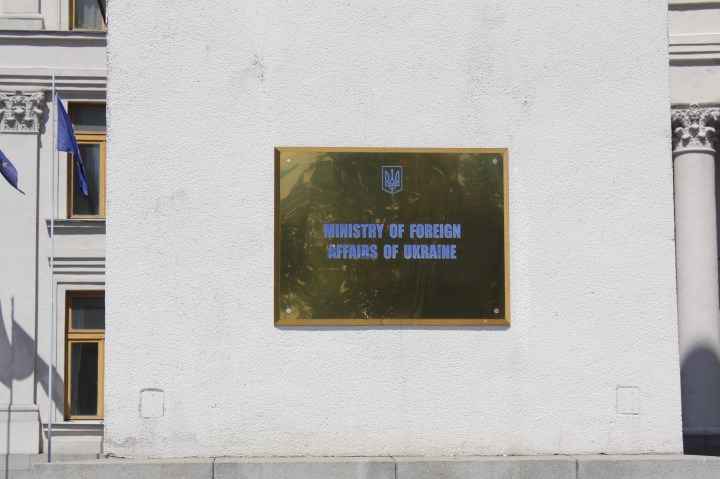 MINISTRY OF FOREIGN
AFFAIRS OF UKRAINE